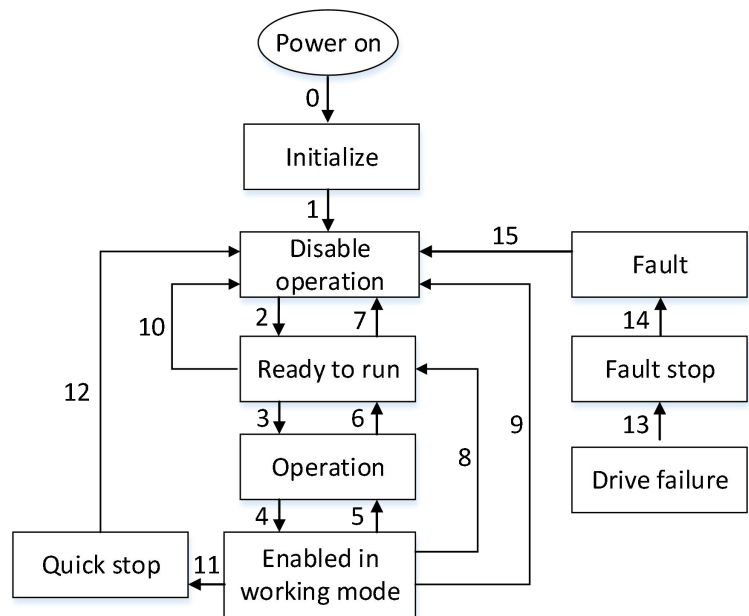 Power on
0
Initialize
1
Disable
operation
15
Fault
2
7
10
14
Ready to run
Fault stop
12
3
6
8
9
13
Operation
Drive failure
4
5
Quick stop
11
Enabled in
working mode